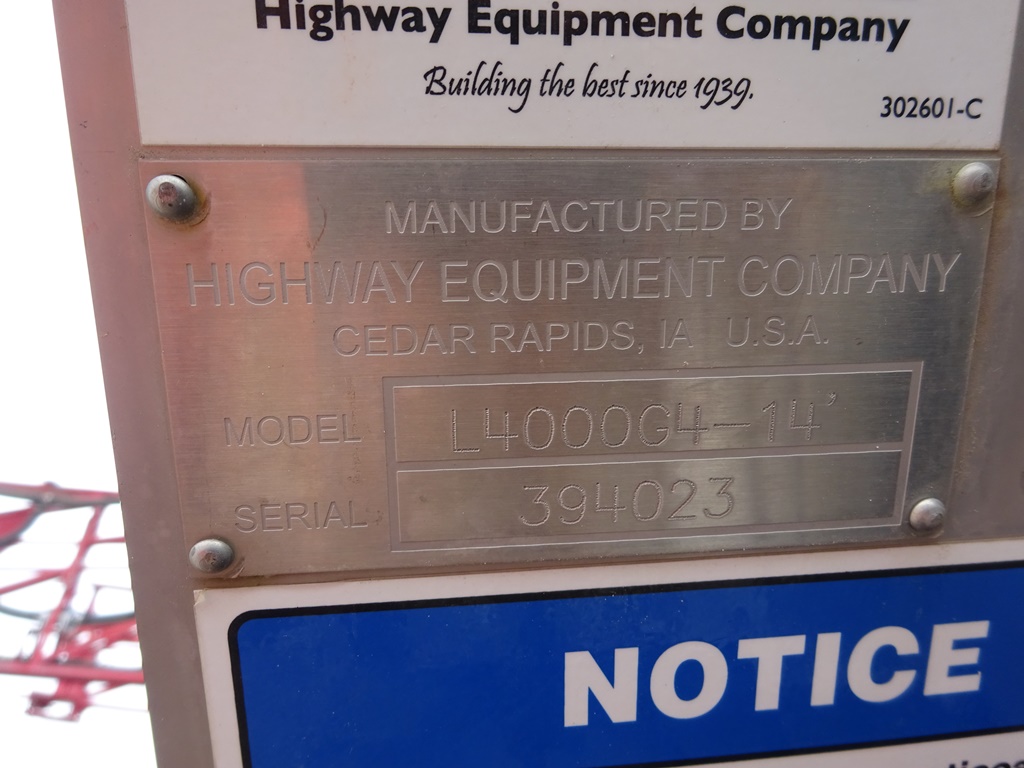 Highway Equipment Company
Building the best since 1939.
302601-C
MANUFACTURED BY
HIGHWAY EQUIPMENT COMPANY
CEDAR RAPIDS, IA U.S.A.
MODEL L4000G4-14'
SERIAL 394023
NOTICE